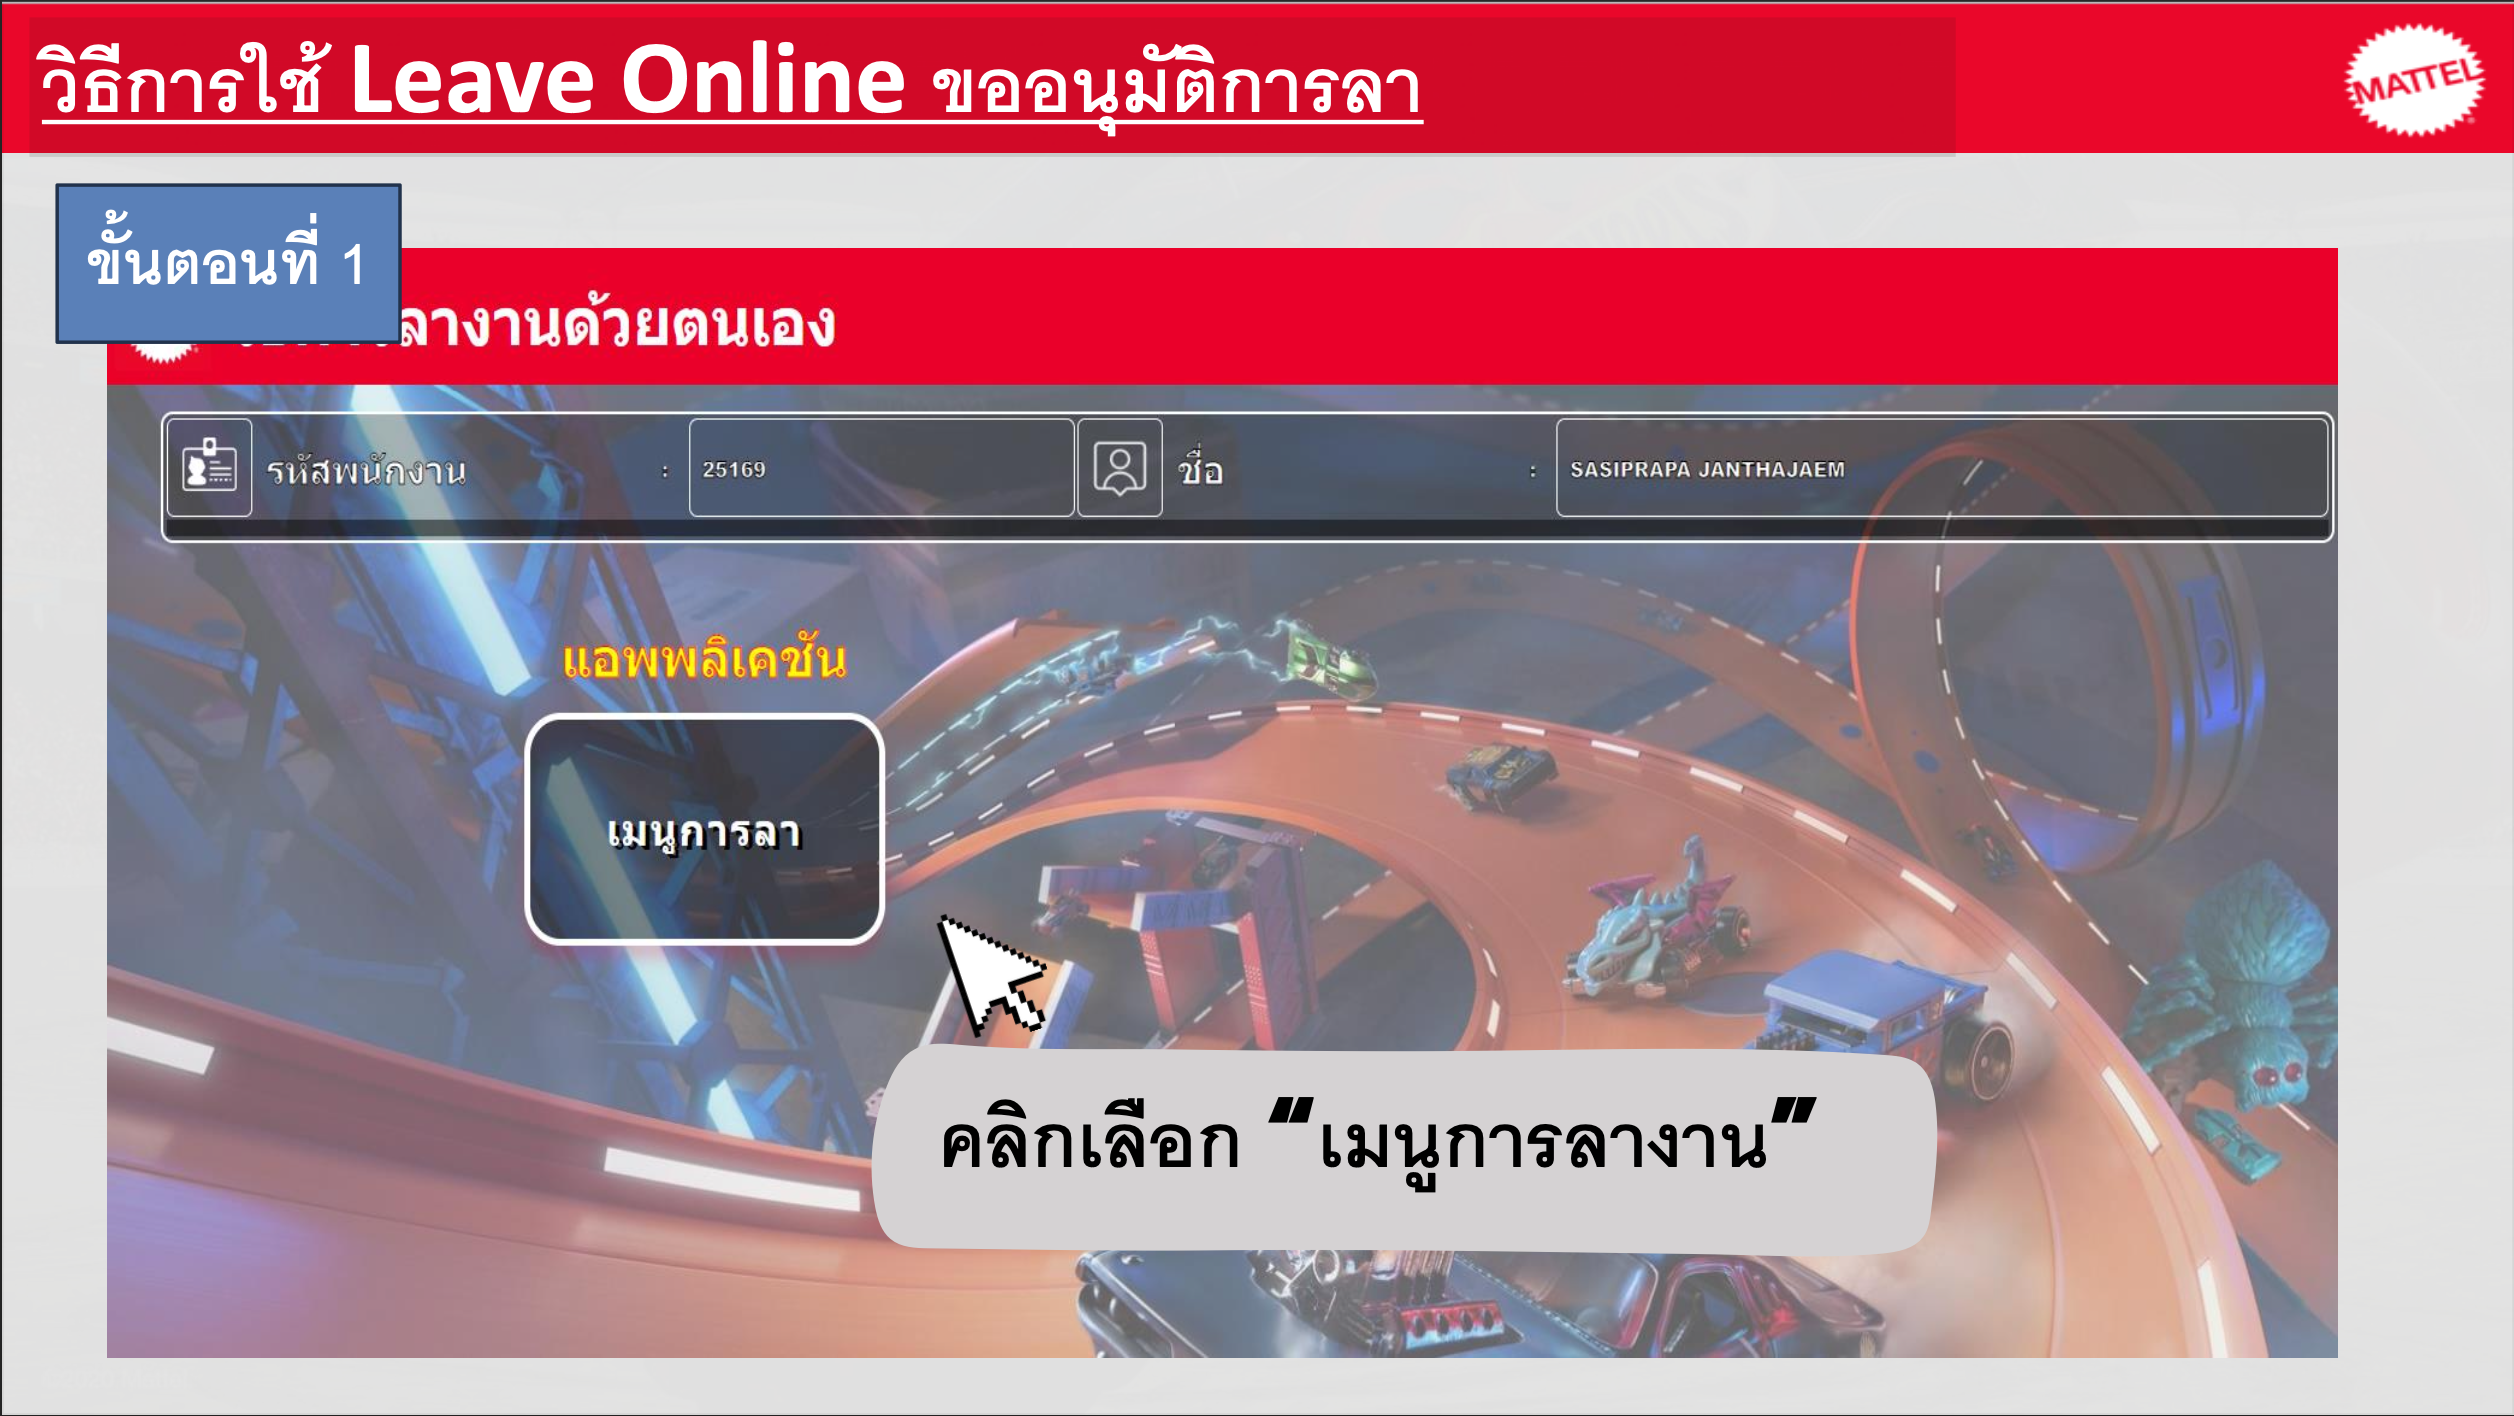 วิธีการใช้ Leave Online ขออนุมัติการลา
MATTEL
ขั้นตอนที่ 1
ลางานด้วยตนเอง
รหัสพนักงาน : 25169 ชื่อ : SASIPRAPA JANTHAJAEM
แอพพลิเคชัน
เมนูการลา
คลิกเลือก “เมนูการลางาน”